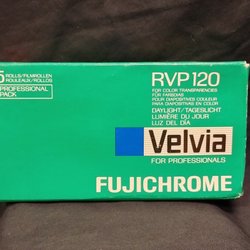 5 ROLLS/FILMROLLEN
ROULEAUX/ROLLOS
PROFESSIONAL
PACK
RVP120
FOR COLOR TRANSPARENCIES
FÜR FARBDIAS
POUR DIAPOSITIVES COULEUR
PARA DIAPOSITIVAS EN COLOR
DAYLIGHT/TAGESLICHT
LUMIÈRE DU JOUR
LUZ DEL DÍA
Velvia
FOR PROFESSIONALS
FUJICHROME